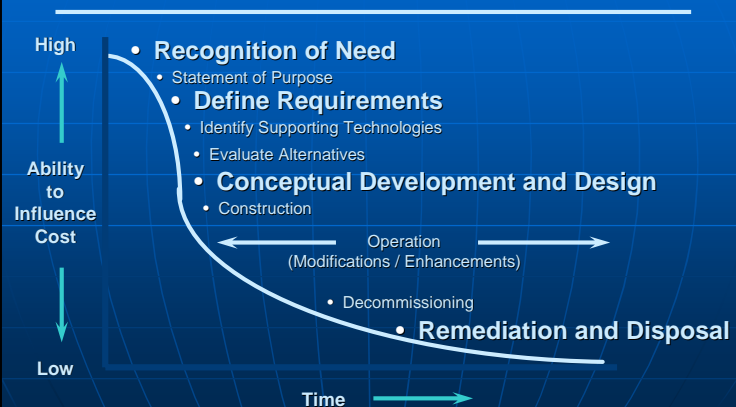 High
• Recognition of Need
• Statement of Purpose
• Define Requirements
• Identify Supporting Technologies
• Evaluate Alternatives
Ability
to
Influence
Cost
• Conceptual Development and Design
• Construction
Operation
(Modifications / Enhancements)
• Decommissioning
• Remediation and Disposal
Low
Time